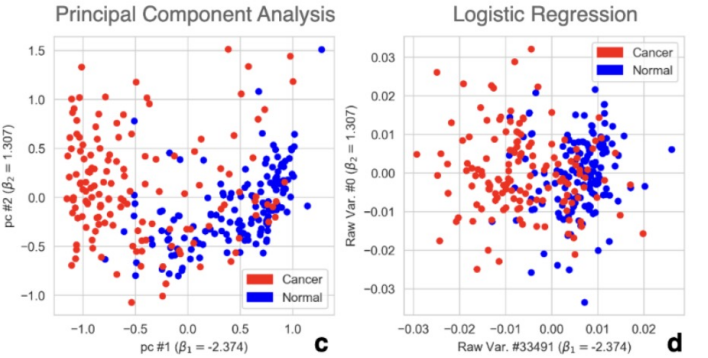 Principal Component Analysis
1.5
1.0
0.5
0.0
−0.5
−1.0
pc #2 (β2 = 1.307)
Cancer
Normal
−1.0 −0.5 0.0 0.5 1.0
pc #1 (β1 = -2.374)
c
Logistic Regression
0.03
0.02
0.01
0.00
−0.01
−0.02
−0.03
Raw Var. #0 (β2 = 1.307)
Cancer
Normal
−0.03 −0.02 −0.01 0.00 0.01 0.02
Raw Var. #33491 (β1 = -2.374)
d